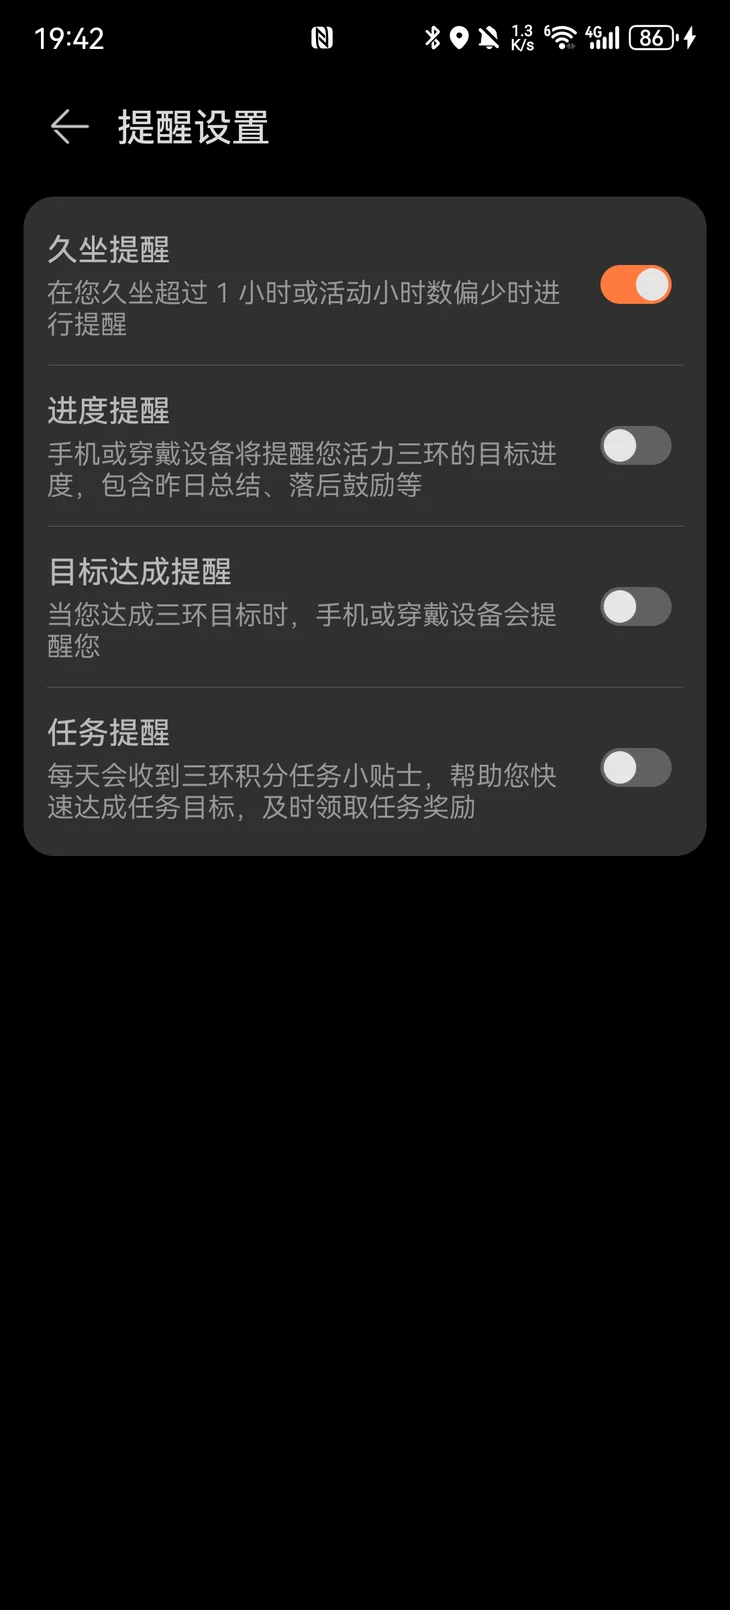 19:42
1.3 K/s 6 4G 86
提醒设置
久坐提醒
在您久坐超过 1 小时或活动小时数偏少时进
行提醒
进度提醒
手机或穿戴设备将提醒您活力三环的目标进
度，包含昨日总结、落后鼓励等
目标达成提醒
当您达成三环目标时，手机或穿戴设备会提
醒您
任务提醒
每天会收到三环积分任务小贴士，帮助您快
速达成任务目标，及时领取任务奖励